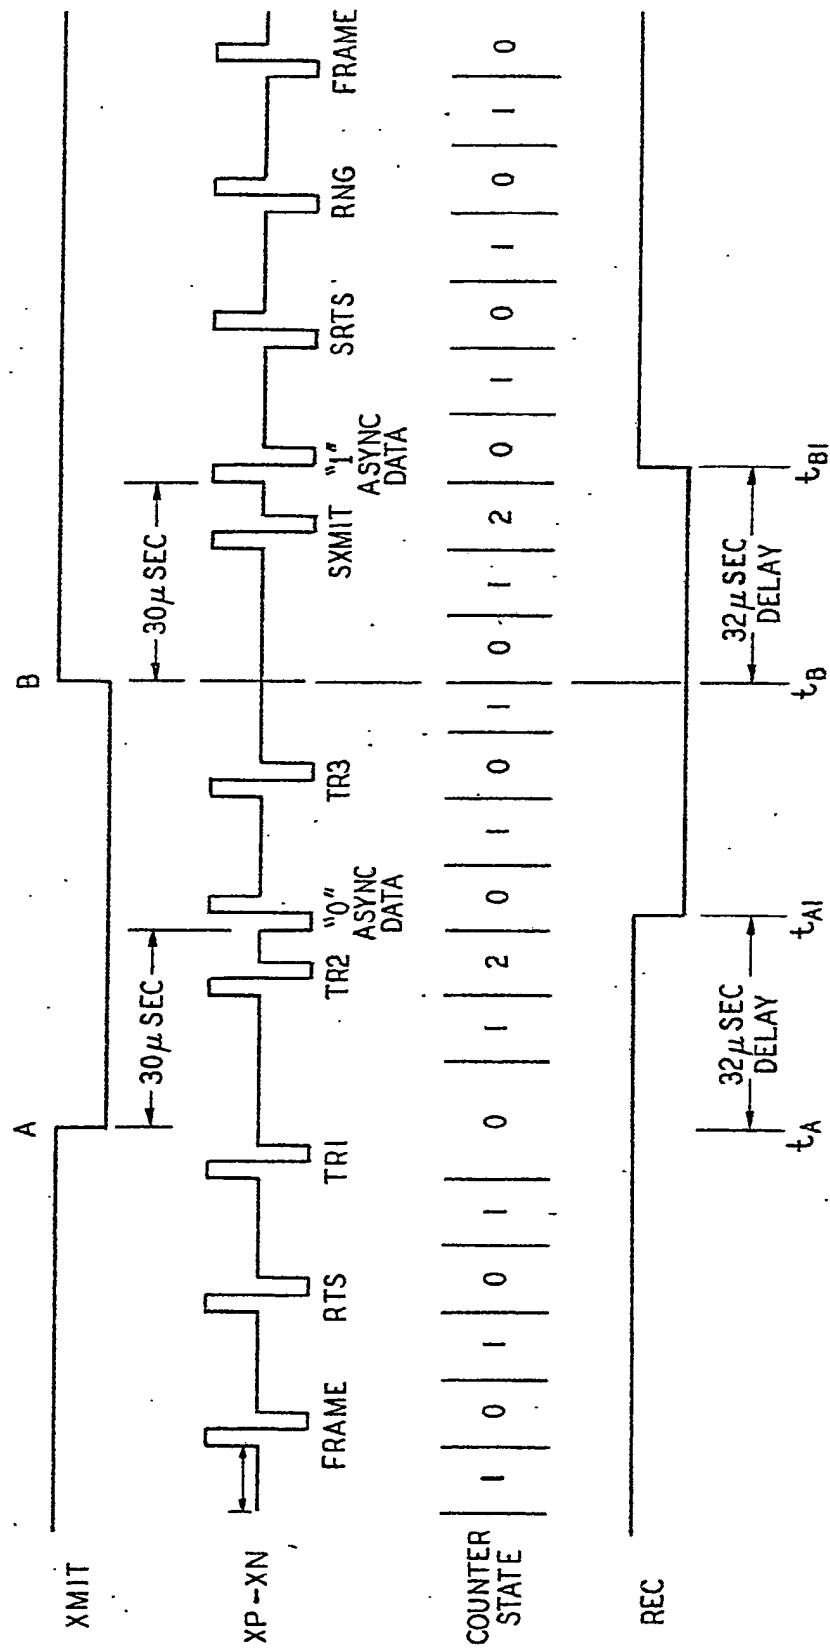 A B
XMIT
30μSEC 30μSEC
XP-XN
FRAME RTS TR1 TR2 "0" ASYNC DATA TR3 SXMIT "1" ASYNC DATA SRTS RNG FRAME
COUNTER STATE
1 0 1 0 1 0 1 2 0 1 0 1 0 1 2 0 1 0 1 0 1 0
REC
32μSEC DELAY 32μSEC DELAY
tA tA1 tB tB1